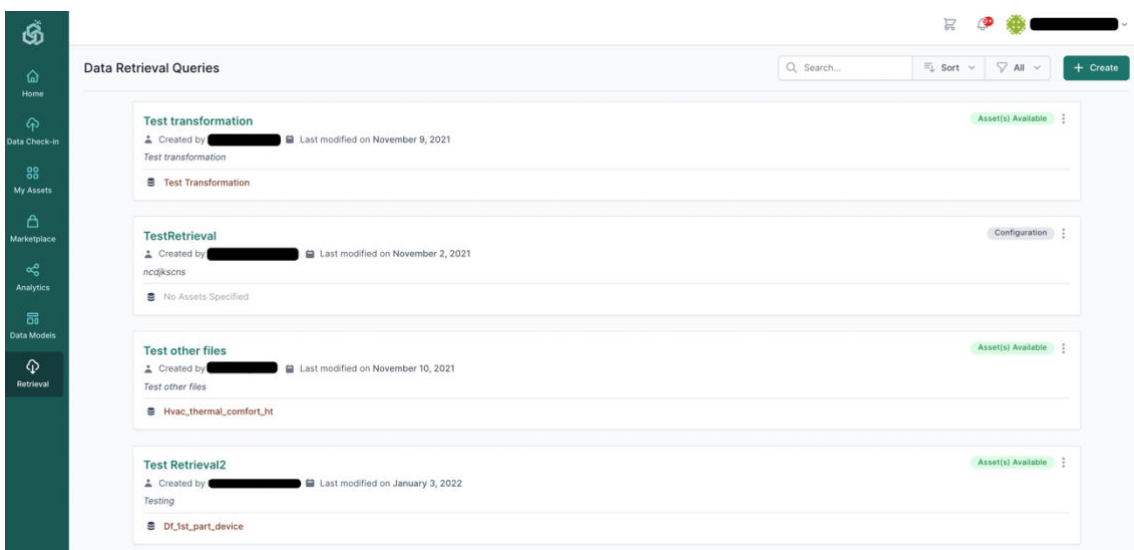 Data Retrieval Queries
Search...
Sort
All
+ Create
Home
Data Check-in
My Assets
Marketplace
Analytics
Data Models
Retrieval
Test transformation
Asset(s) Available
Created by
Last modified on November 9, 2021
Test transformation
Test Transformation
TestRetrieval
Configuration
Created by
Last modified on November 2, 2021
ncdjkscns
No Assets Specified
Test other files
Asset(s) Available
Created by
Last modified on November 10, 2021
Test other files
Hvac_thermal_comfort_ht
Test Retrieval2
Asset(s) Available
Created by
Last modified on January 3, 2022
Testing
Df_1st_part_device